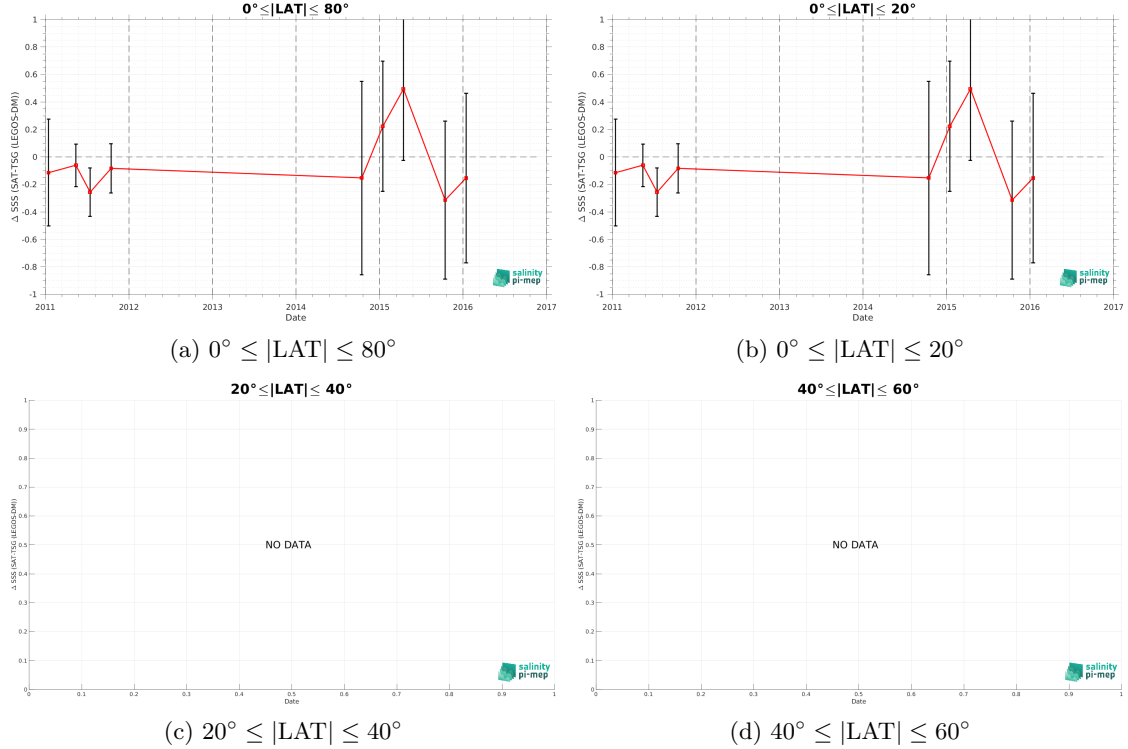 0°≤|LAT|≤ 80°
Δ SSS (SAT-TSG (LEGOS-DM))
1
0.8
0.6
0.4
0.2
0
-0.2
-0.4
-0.6
-0.8
-1
2011 2012 2013 2014 2015 2016 2017
Date
salinity
pi-mep
(a) 0° ≤ |LAT| ≤ 80°
0°≤|LAT|≤ 20°
Δ SSS (SAT-TSG (LEGOS-DM))
1
0.8
0.6
0.4
0.2
0
-0.2
-0.4
-0.6
-0.8
-1
2011 2012 2013 2014 2015 2016 2017
Date
salinity
pi-mep
(b) 0° ≤ |LAT| ≤ 20°
20°≤|LAT|≤ 40°
Δ SSS (SAT-TSG (LEGOS-DM))
1
0.9
0.8
0.7
0.6
0.5
0.4
0.3
0.2
0.1
0
NO DATA
0 0.1 0.2 0.3 0.4 0.5 0.6 0.7 0.8 0.9 1
Date
salinity
pi-mep
(c) 20° ≤ |LAT| ≤ 40°
40°≤|LAT|≤ 60°
Δ SSS (SAT-TSG (LEGOS-DM))
1
0.9
0.8
0.7
0.6
0.5
0.4
0.3
0.2
0.1
0
NO DATA
0 0.1 0.2 0.3 0.4 0.5 0.6 0.7 0.8 0.9 1
Date
salinity
pi-mep
(d) 40° ≤ |LAT| ≤ 60°